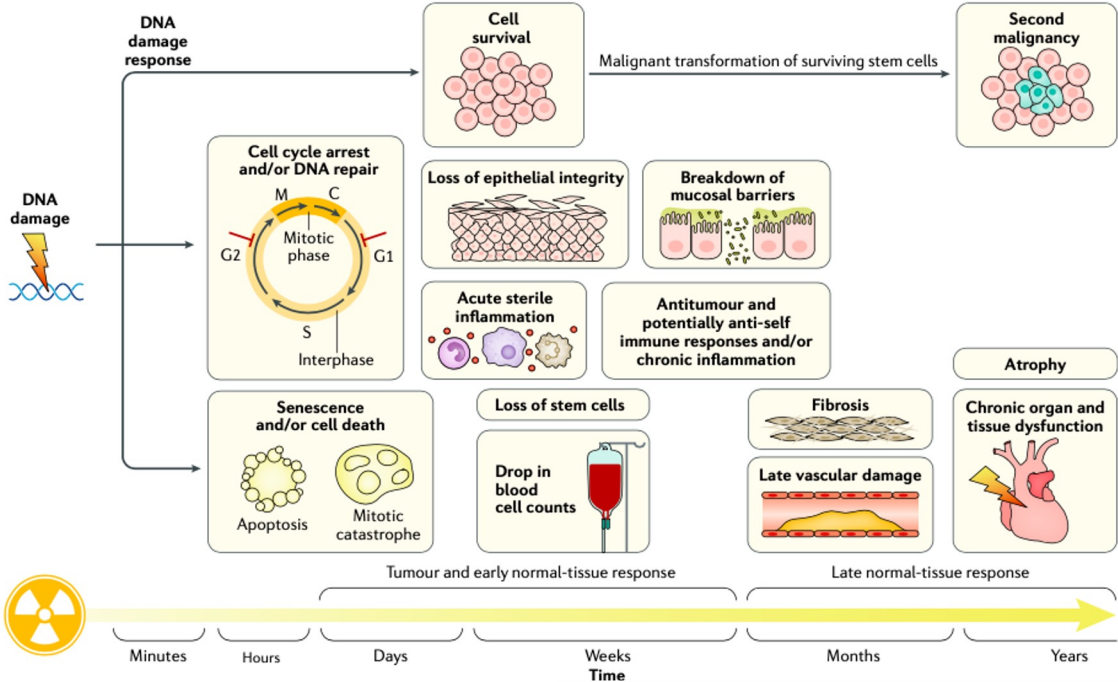 DNA
damage
response
Cell
survival
Malignant transformation of surviving stem cells
Second
malignancy
DNA
damage
Cell cycle arrest
and/or DNA repair
M
C
Mitotic
phase
G2
G1
S
Interphase
Loss of epithelial integrity
Breakdown of
mucosal barriers
Acute sterile
inflammation
Antitumour and
potentially anti-self
immune responses and/or
chronic inflammation
Senescence
and/or cell death
Apoptosis
Mitotic
catastrophe
Loss of stem cells
Drop in
blood
cell counts
Fibrosis
Late vascular damage
Atrophy
Chronic organ and
tissue dysfunction
Tumour and early normal-tissue response
Late normal-tissue response
Minutes
Hours
Days
Weeks
Months
Years
Time